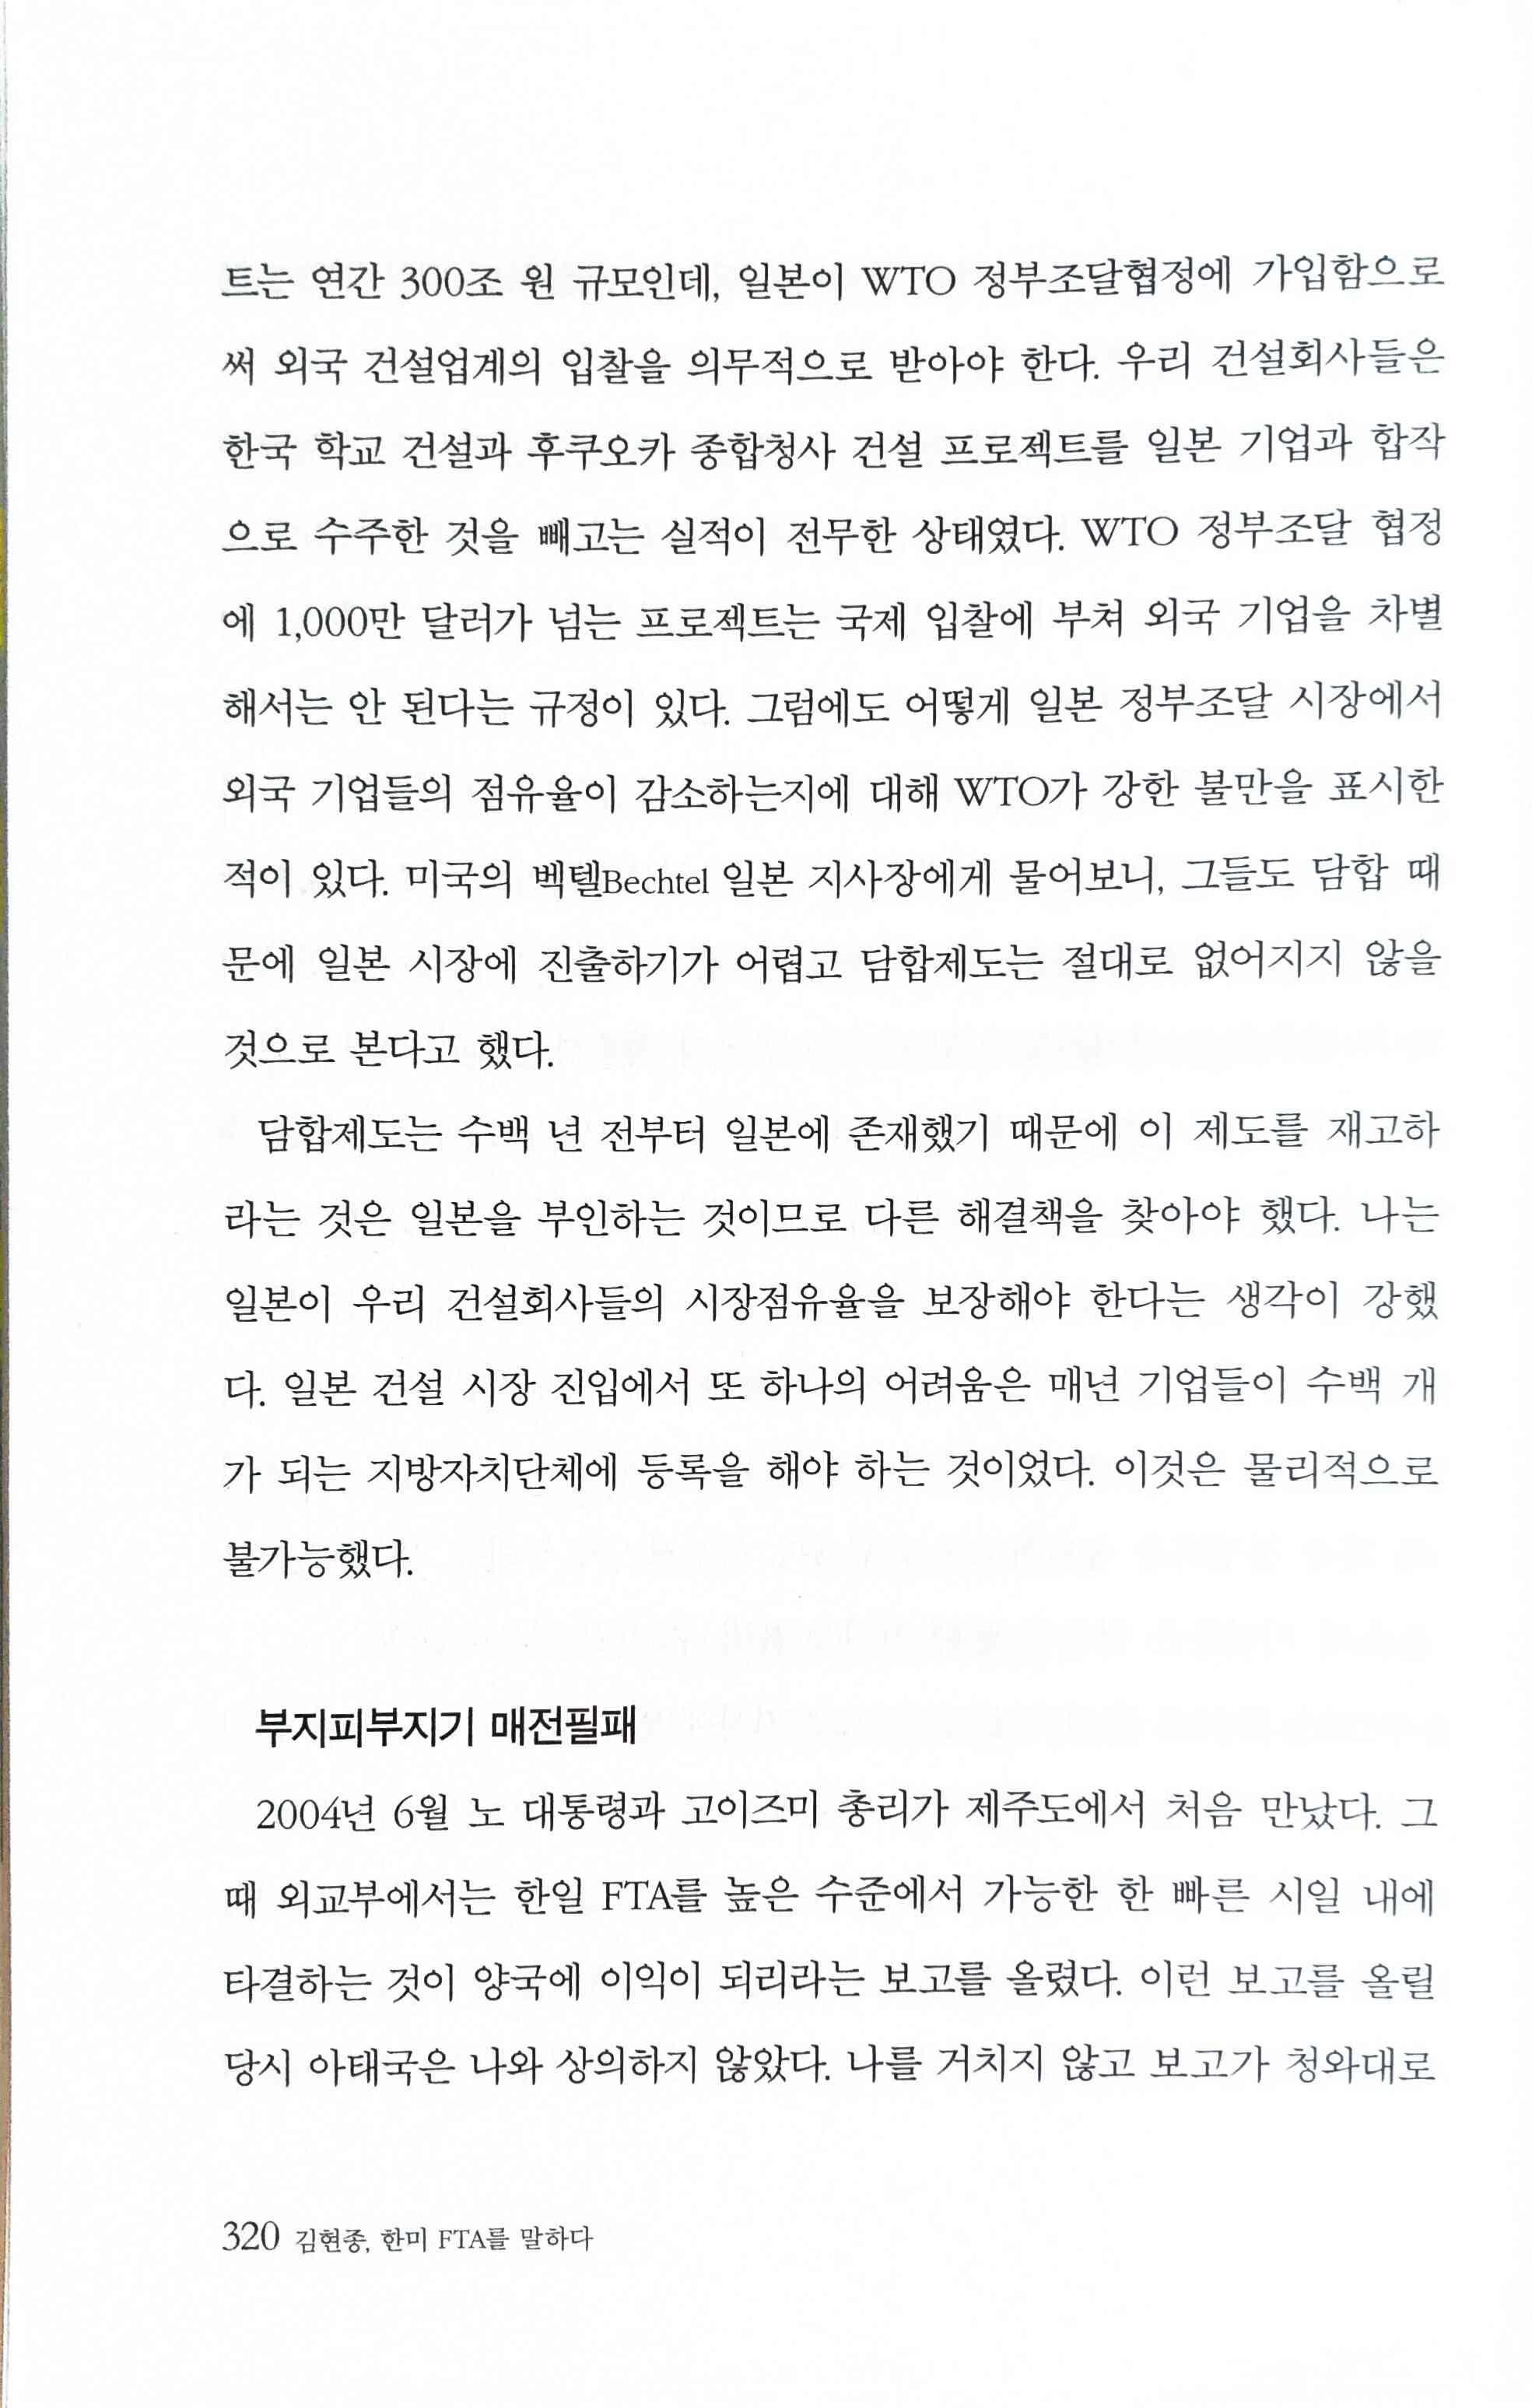 트는 연간 300조 원 규모인데, 일본이 WTO 정부조달협정에 가입함으로
써 외국 건설업계의 입찰을 의무적으로 받아야 한다. 우리 건설회사들은
한국 학교 건설과 후쿠오카 종합청사 건설 프로젝트를 일본 기업과 합작
으로 수주한 것을 빼고는 실적이 전무한 상태였다. WTO 정부조달 협정
에 1,000만 달러가 넘는 프로젝트는 국제 입찰에 부쳐 외국 기업을 차별
해서는 안 된다는 규정이 있다. 그럼에도 어떻게 일본 정부조달 시장에서
외국 기업들의 점유율이 감소하는지에 대해 WTO가 강한 불만을 표시한
적이 있다. 미국의 벡텔Bechtel 일본 지사장에게 물어보니, 그들도 담합 때
문에 일본 시장에 진출하기가 어렵고 담합제도는 절대로 없어지지 않을
것으로 본다고 했다.
담합제도는 수백 년 전부터 일본에 존재했기 때문에 이 제도를 재고하
라는 것은 일본을 부인하는 것이므로 다른 해결책을 찾아야 했다. 나는
일본이 우리 건설회사들의 시장점유율을 보장해야 한다는 생각이 강했
다. 일본 건설 시장 진입에서 또 하나의 어려움은 매년 기업들이 수백 개
가 되는 지방자치단체에 등록을 해야 하는 것이었다. 이것은 물리적으로
불가능했다.
부지피부지기 매전필패
2004년 6월 노 대통령과 고이즈미 총리가 제주도에서 처음 만났다. 그
때 외교부에서는 한일 FTA를 높은 수준에서 가능한 한 빠른 시일 내에
타결하는 것이 양국에 이익이 되리라는 보고를 올렸다. 이런 보고를 올릴
당시 아태국은 나와 상의하지 않았다. 나를 거치지 않고 보고가 청와대로
320 김현종, 한미 FTA를 말하다